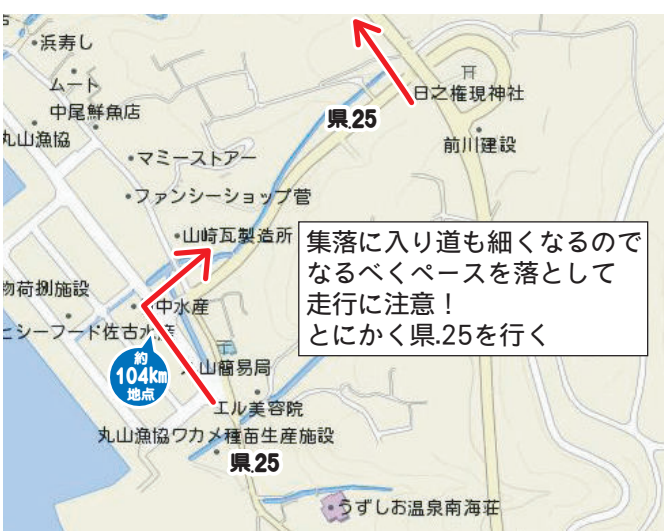 浜寿し
ムート
中尾鮮魚店
丸山漁協
マミーストアー
ファンシーショップ菅
山崎瓦製造所
県.25
日之権現神社
前川建設
集落に入り道も細くなるので
なるべくペースを落として
走行に注意！
とにかく県.25を行く
物荷捌施設
中水産
ヒシーフード佐古水産
約
104km
地点
山簡易局
エル美容院
丸山漁協ワカメ種苗生産施設
県.25
うずしお温泉南海荘